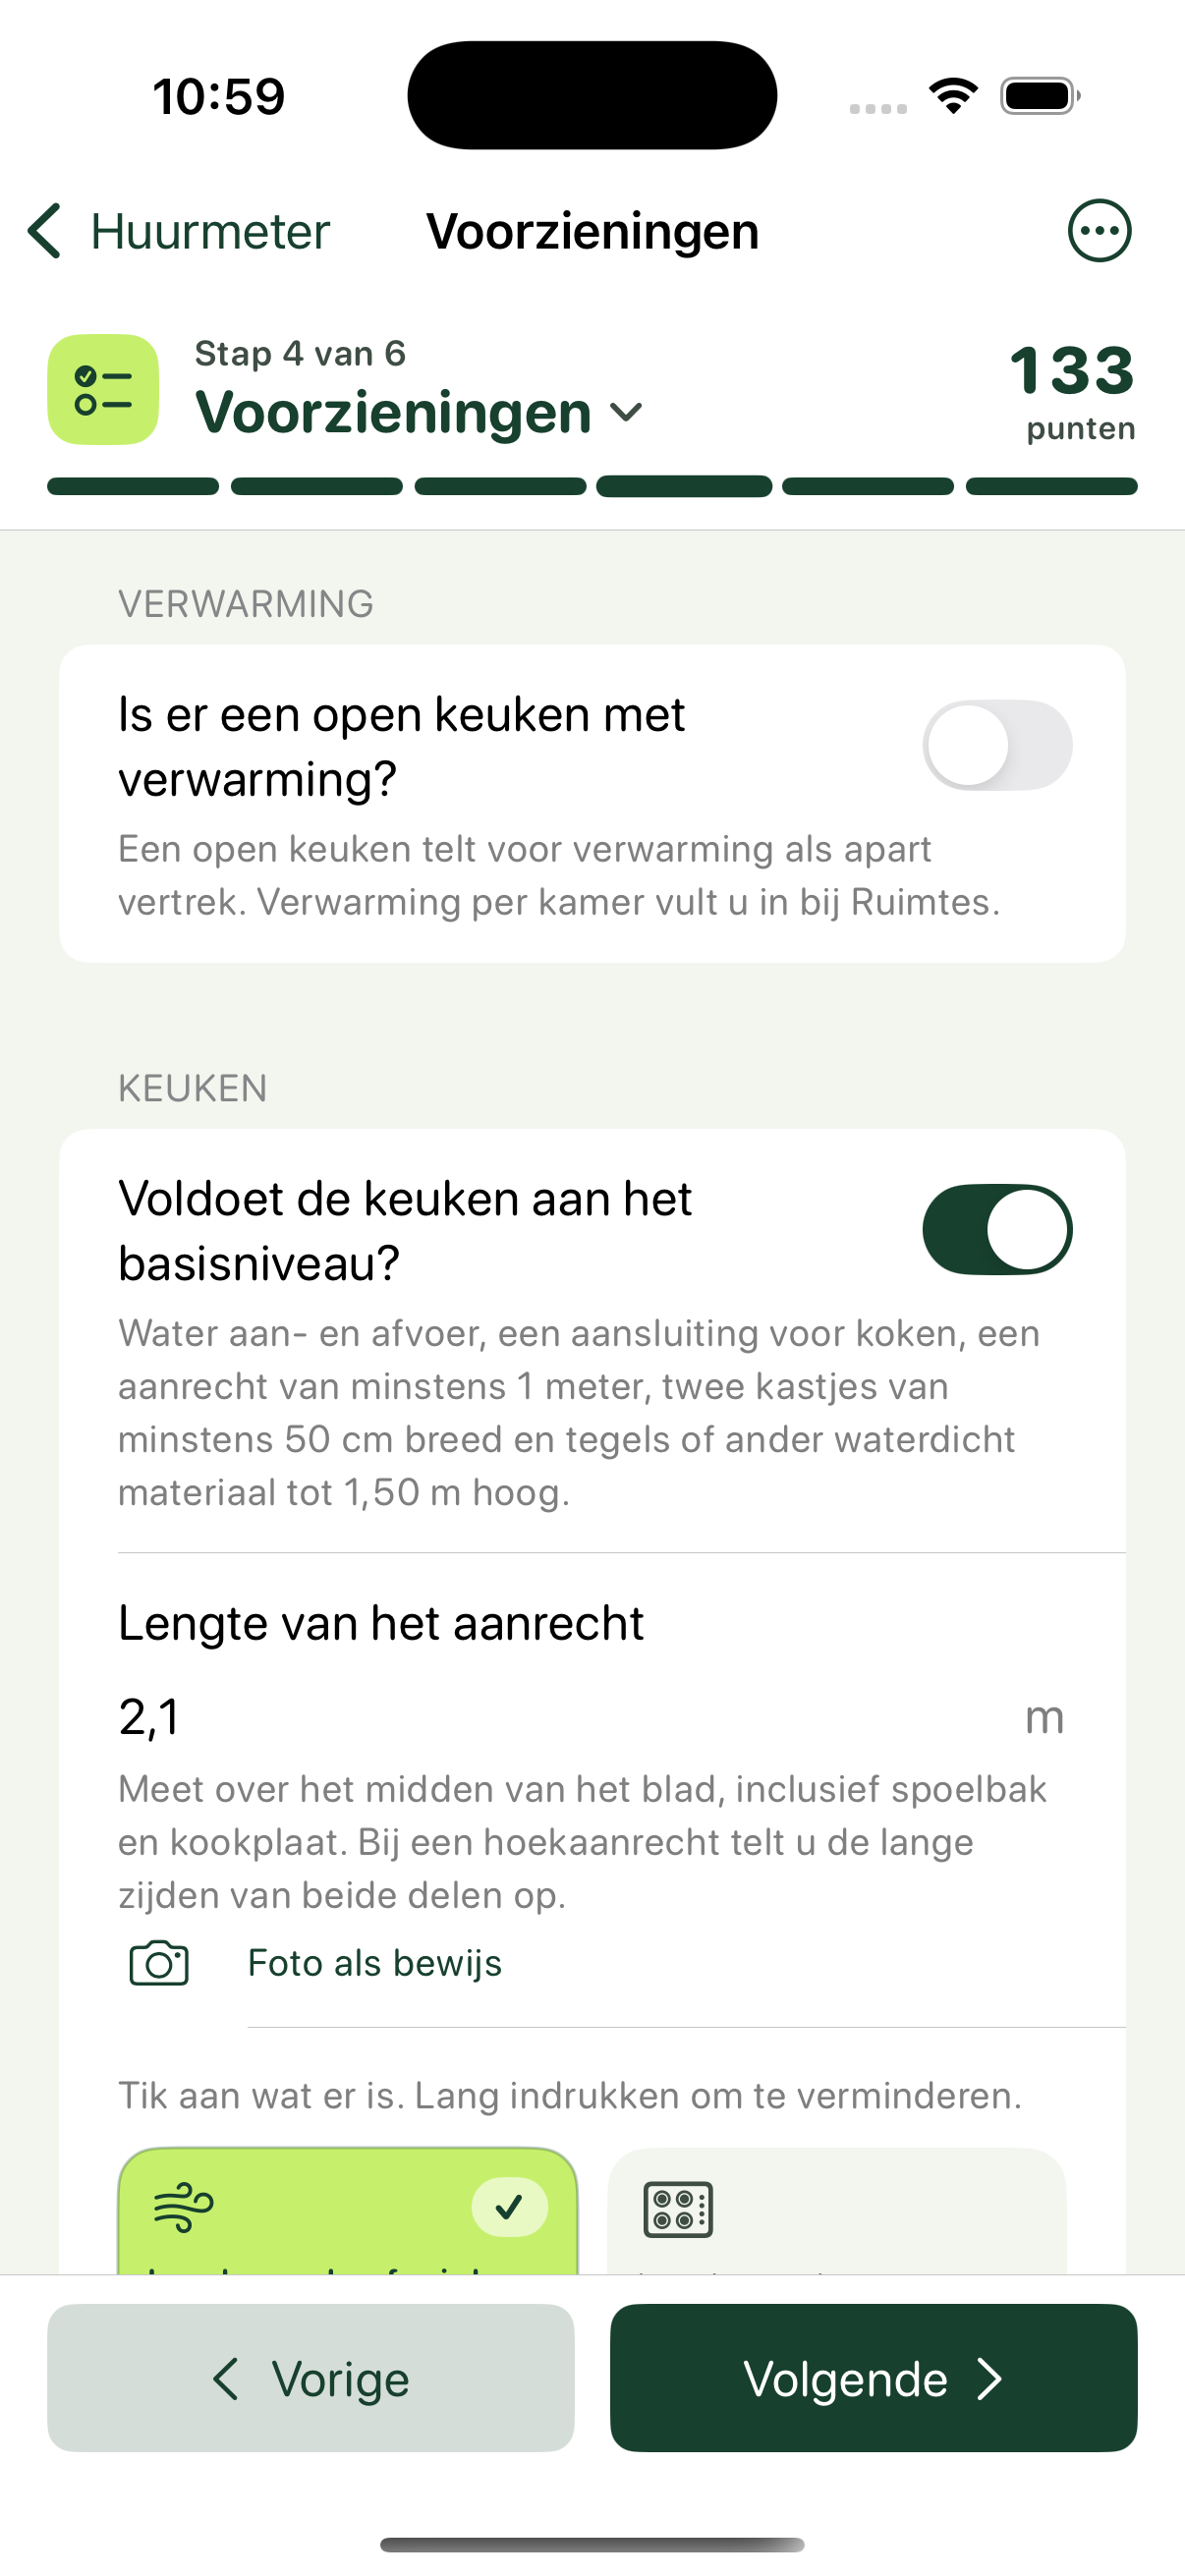 10:59
Huurmeter
Voorzieningen
Stap 4 van 6
Voorzieningen
133
punten
VERWARMING
Is er een open keuken met
verwarming?
Een open keuken telt voor verwarming als apart
vertrek. Verwarming per kamer vult u in bij Ruimtes.
KEUKEN
Voldoet de keuken aan het
basisniveau?
Water aan- en afvoer, een aansluiting voor koken, een
aanrecht van minstens 1 meter, twee kastjes van
minstens 50 cm breed en tegels of ander waterdicht
materiaal tot 1,50 m hoog.
Lengte van het aanrecht
2,1
m
Meet over het midden van het blad, inclusief spoelbak
en kookplaat. Bij een hoekaanrecht telt u de lange
zijden van beide delen op.
Foto als bewijs
Tik aan wat er is. Lang indrukken om te verminderen.
Vorige
Volgende